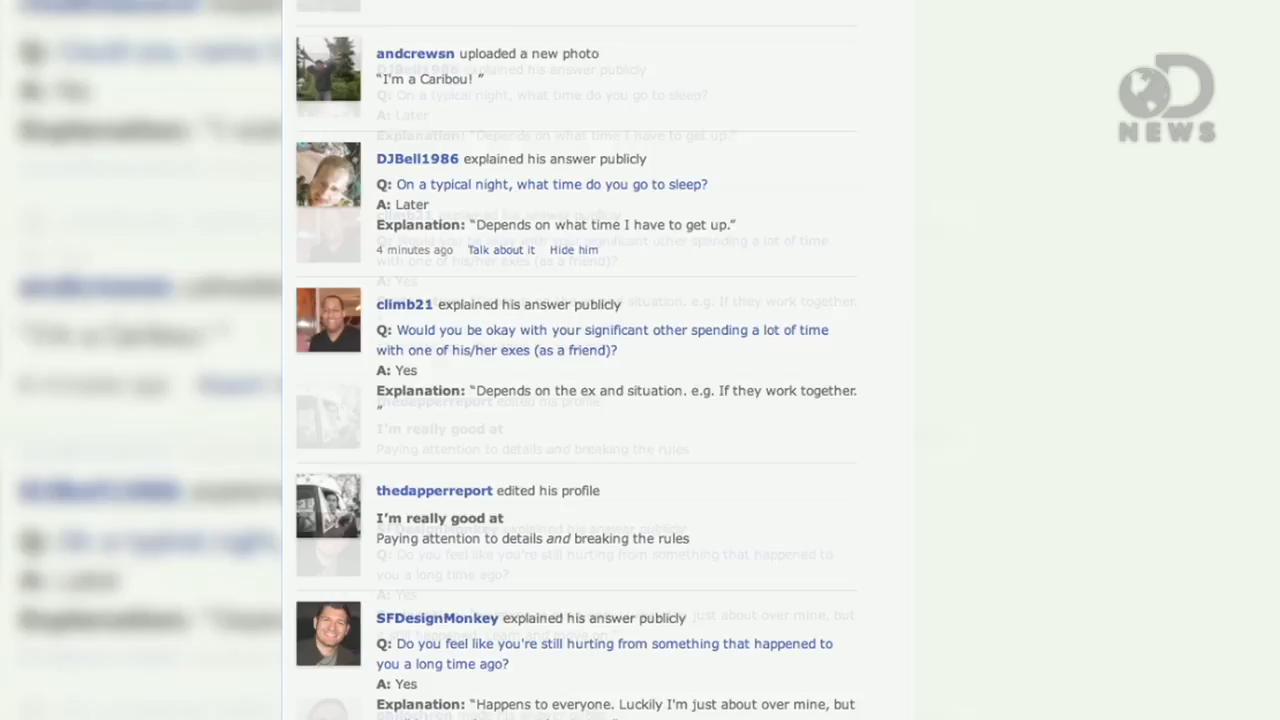 andcrewsn uploaded a new photo
"I'm a Caribou! "
DJBell1986 explained his answer publicly
Q: On a typical night, what time do you go to sleep?
A: Later
Explanation: "Depends on what time I have to get up."
4 minutes ago Talk about it Hide him
climb21 explained his answer publicly
Q: Would you be okay with your significant other spending a lot of time
with one of his/her exes (as a friend)?
A: Yes
Explanation: "Depends on the ex and situation. e.g. If they work together.
"
thedapperreport edited his profile
I'm really good at
Paying attention to details and breaking the rules
SFDesignMonkey explained his answer publicly
Q: Do you feel like you're still hurting from something that happened to
you a long time ago?
A: Yes
Explanation: "Happens to everyone. Luckily I'm just about over mine, but
D
NEWS